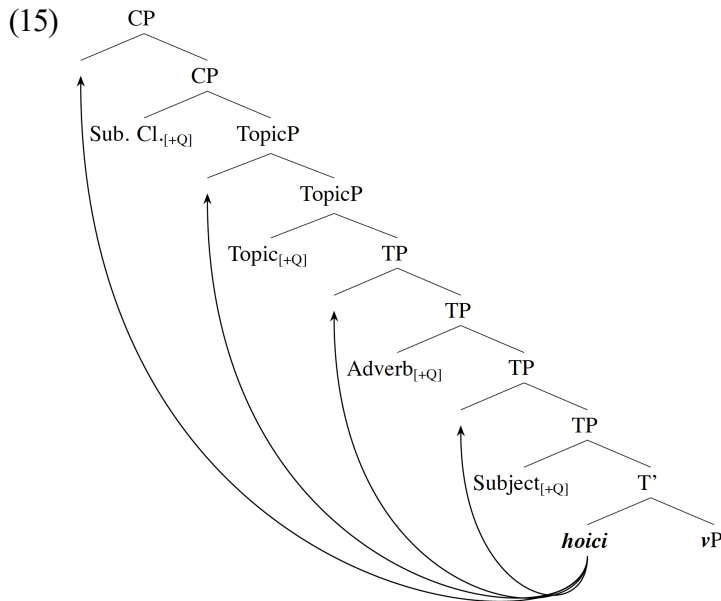 (15)
CP
CP
Sub. Cl.[+Q]
TopicP
TopicP
Topic[+Q]
TP
TP
Adverb[+Q]
TP
TP
Subject[+Q]
T’
hoici
vP